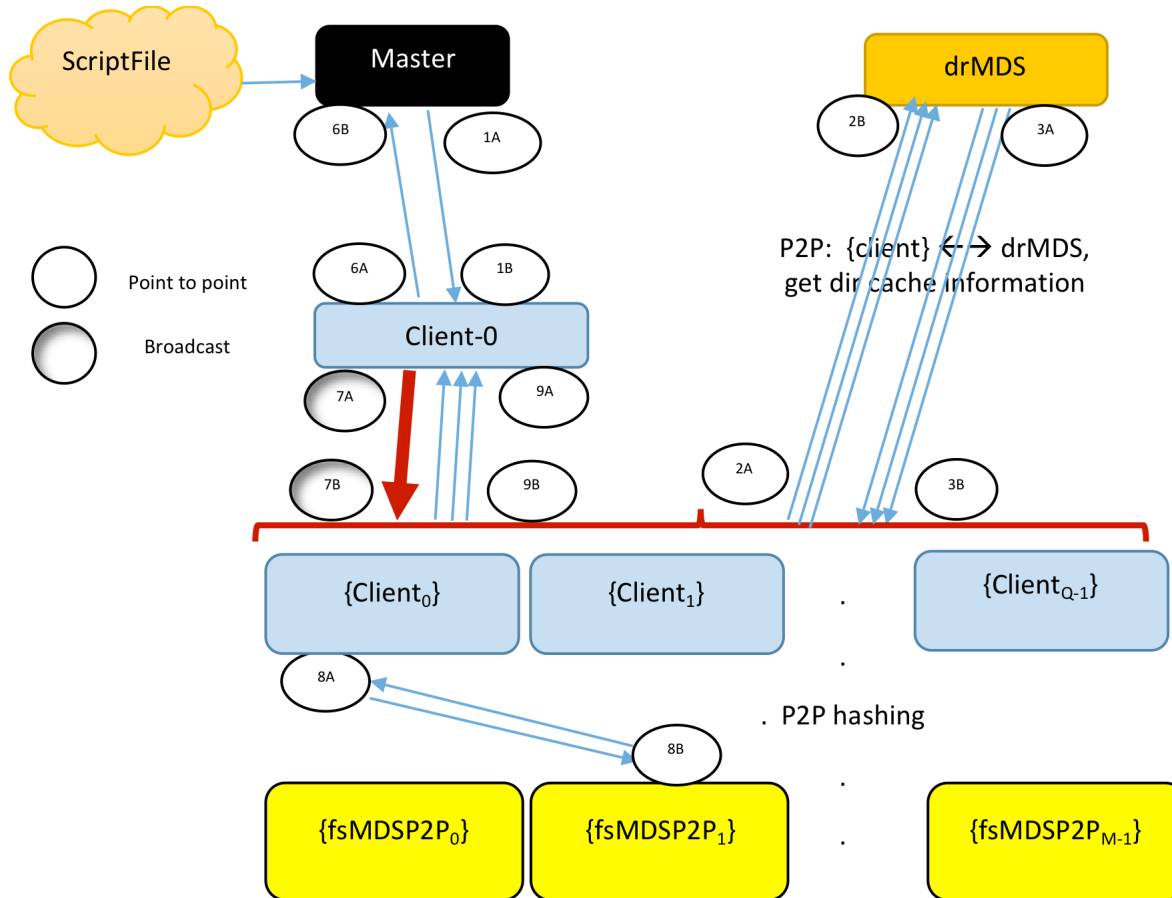 ScriptFile
Master
drMDS
6B
1A
2B
3A
P2P: {client} ←→ drMDS,
get dir cache information
6A
1B
Point to point
Client-0
Broadcast
7A
9A
7B
9B
2A
3B
{Client₀}
{Client₁}
.
{Client_Q-1}
.
8A
. P2P hashing
8B
.
{fsMDSP2P₀}
{fsMDSP2P₁}
.
{fsMDSP2P_M-1}